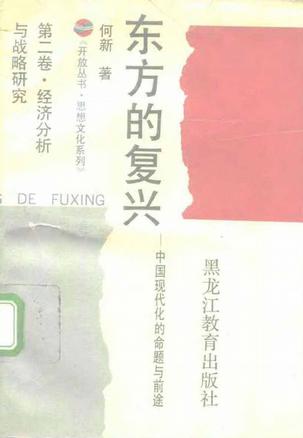 东方的复兴
——中国现代化的命题与前途
何新 著
《开放丛书·思想文化系列》
第二卷·经济分析
与战略研究
G DE FUXING
黑龙江教育出版社